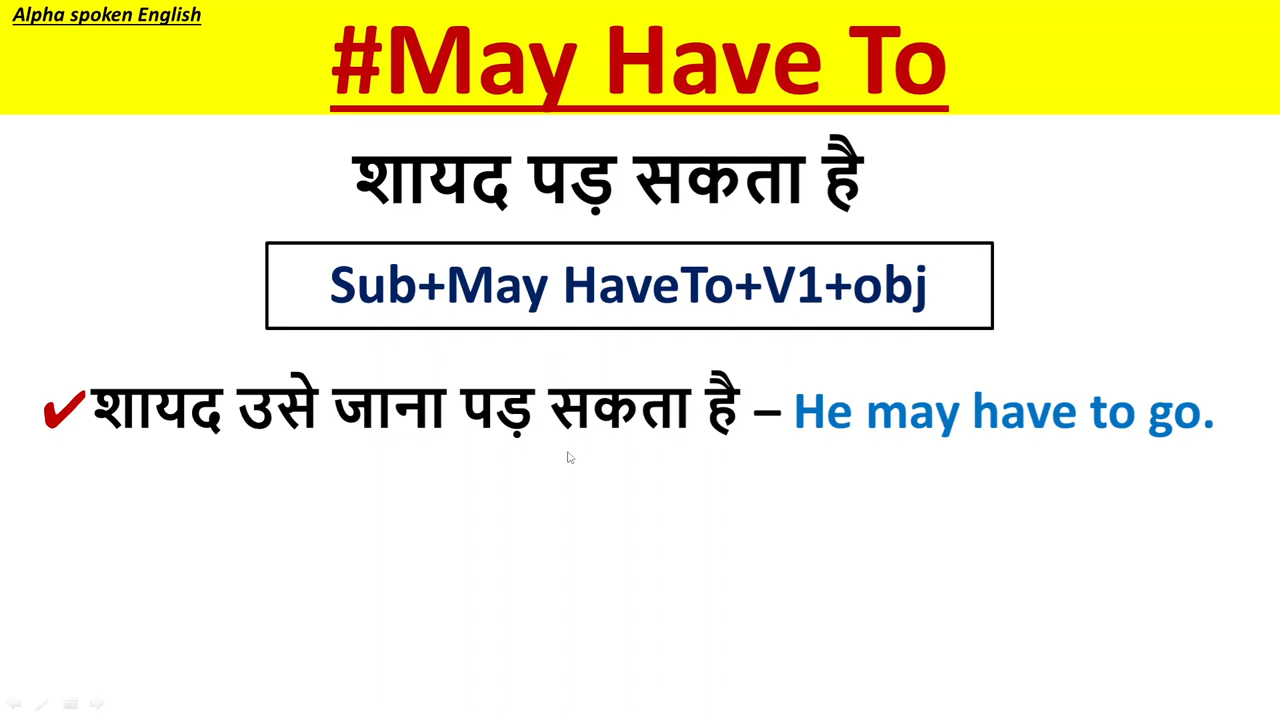 Alpha spoken English
#May Have To
शायद पड़ सकता है
Sub+May HaveTo+V1+obj
✔शायद उसे जाना पड़ सकता है – He may have to go.